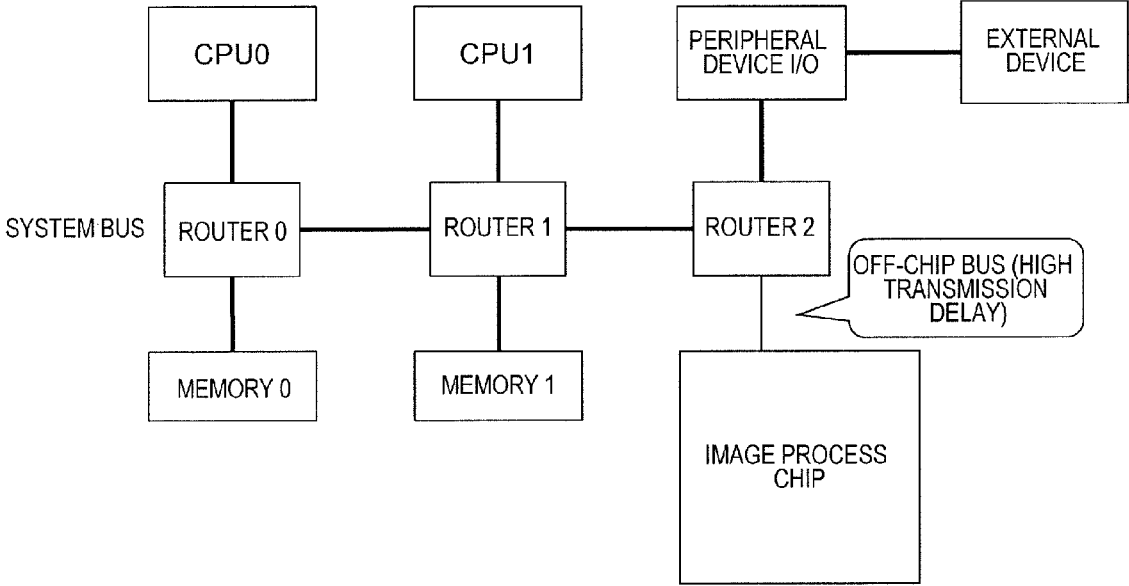 CPU0
CPU1
PERIPHERAL
DEVICE I/O
EXTERNAL
DEVICE
SYSTEM BUS
ROUTER 0
ROUTER 1
ROUTER 2
OFF-CHIP BUS (HIGH
TRANSMISSION
DELAY)
MEMORY 0
MEMORY 1
IMAGE PROCESS
CHIP